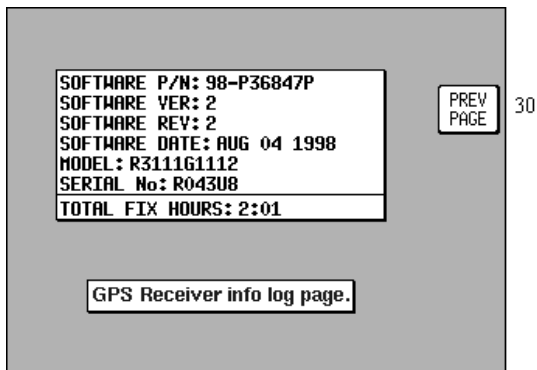 SOFTWARE P/N: 98-P36847P
SOFTWARE VER: 2
SOFTWARE REV: 2
SOFTWARE DATE: AUG 04 1998
MODEL: R3111G1112
SERIAL No: R043U8
TOTAL FIX HOURS: 2:01
PREV
PAGE
30
GPS Receiver info log page.